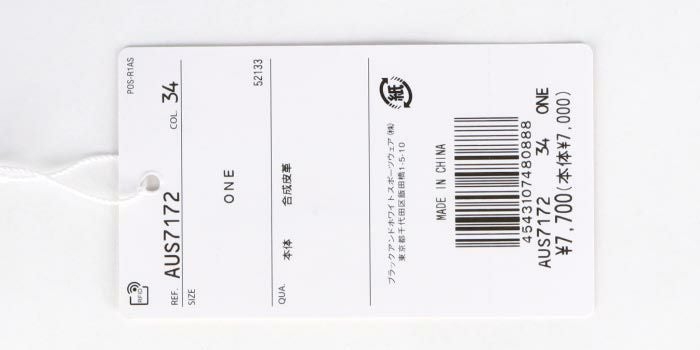 POS-R1AS
RFID
REF. AUS7172 COL. 34
SIZE
ONE
52133
QUA. 本体 合成皮革
紙
ブラックアンドホワイトスポーツウェア(株)
東京都千代田区飯田橋1-5-10
MADE IN CHINA
4543107480888
AUS7172 34 ONE
¥7,700(本体¥7,000)